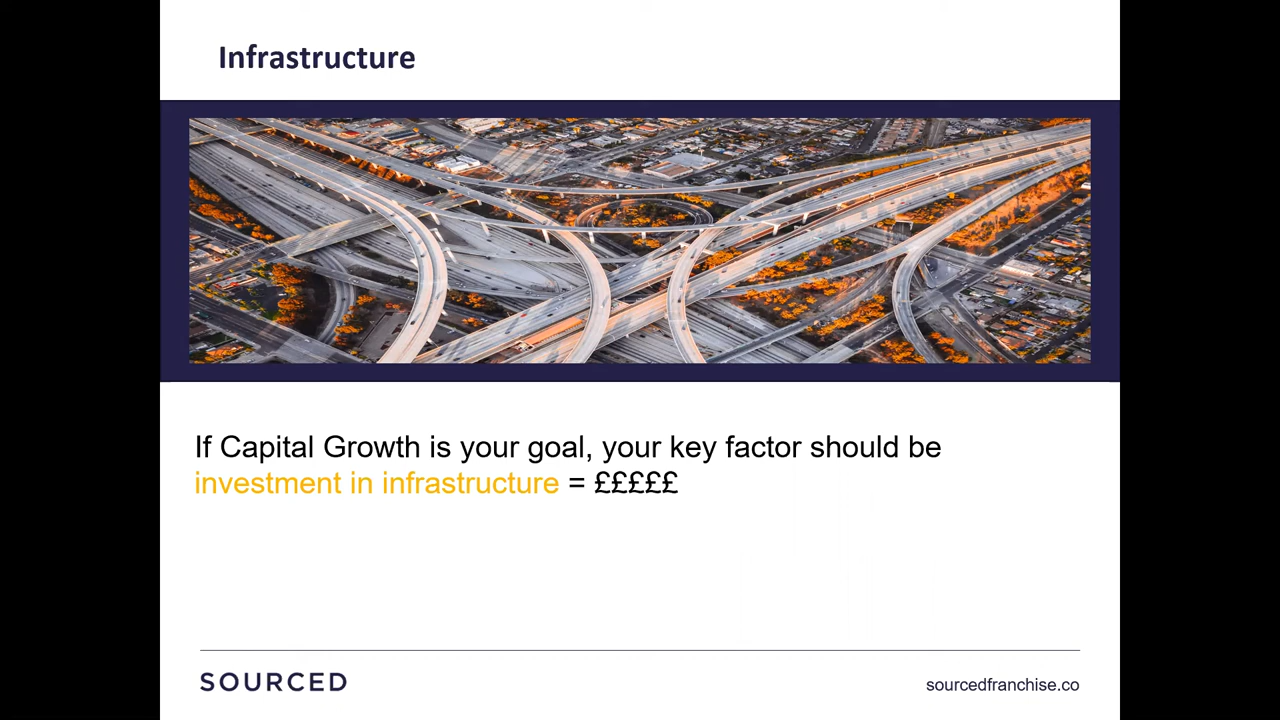 Infrastructure
If Capital Growth is your goal, your key factor should be
investment in infrastructure = £££££
SOURCED
sourcedfranchise.co